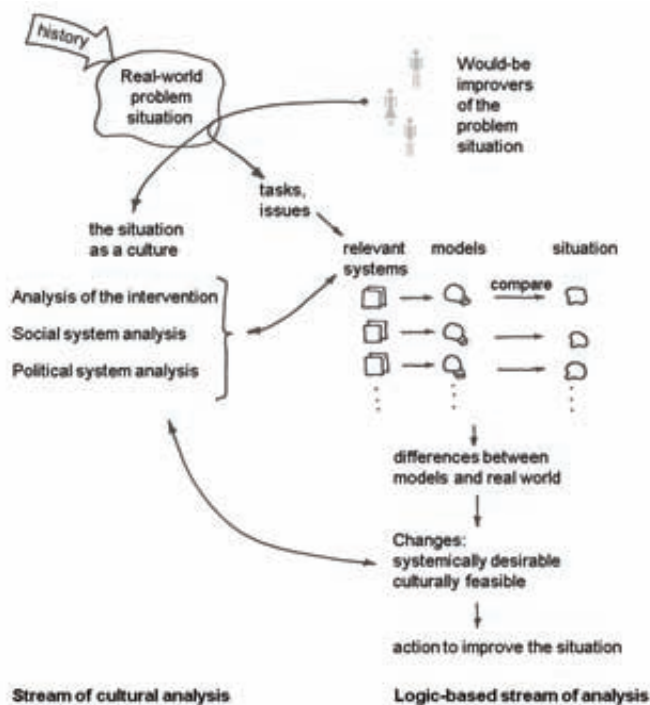 history
Real-world
problem
situation
Would-be
improvers
of the
problem
situation
tasks,
issues
the situation
as a culture
relevant
systems
models
situation
compare
Analysis of the intervention
Social system analysis
Political system analysis
differences between
models and real world
Changes:
systemically desirable
culturally feasible
action to improve the situation
Stream of cultural analysis
Logic-based stream of analysis